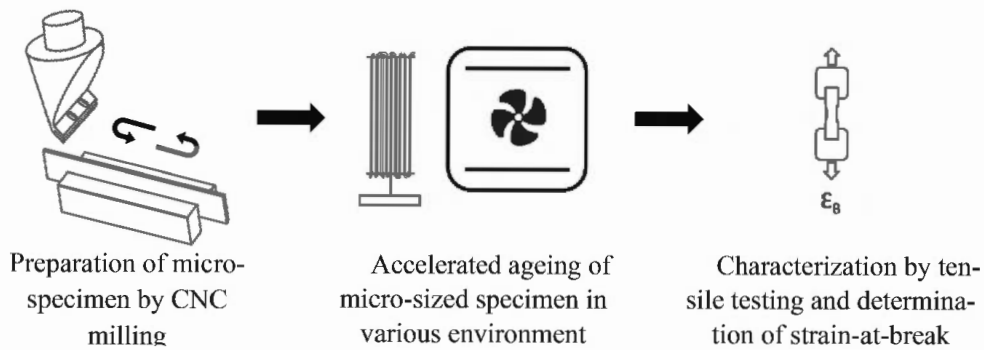 ε_B
Preparation of micro-
specimen by CNC
milling
Accelerated ageing of
micro-sized specimen in
various environment
Characterization by ten-
sile testing and determina-
tion of strain-at-break